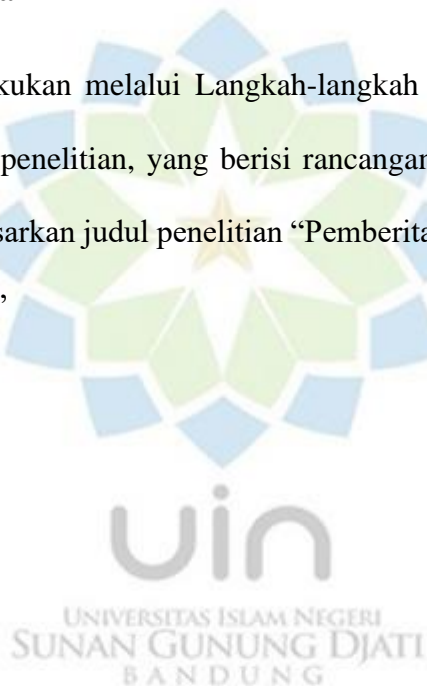 kukan melalui Langkah-langkah
penelitian, yang berisi rancangan
sarkan judul penelitian “Pemberita
”
uin
UNIVERSITAS ISLAM NEGERI
SUNAN GUNUNG DJATI
BANDUNG